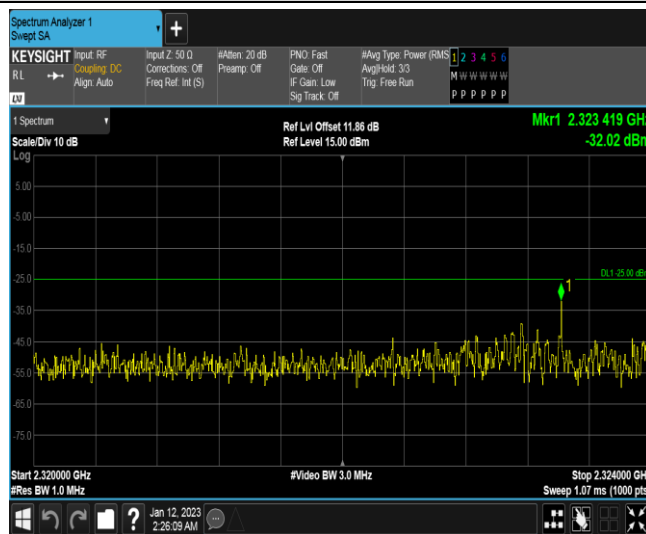 Spectrum Analyzer 1
Swept SA
KEYSIGHT
RL
LXI
Input: RF
Coupling: DC
Align: Auto
Input Z: 50 Ω
Corrections: Off
Freq Ref: Int (S)
#Atten: 20 dB
Preamp: Off
PNO: Fast
Gate: Off
IF Gain: Low
Sig Track: Off
#Avg Type: Power (RMS
Avg|Hold: 3/3
Trig: Free Run
1 2 3 4 5 6
M W W W W W
P P P P P P
1 Spectrum
Scale/Div 10 dB
Log
Ref Lvl Offset 11.86 dB
Ref Level 15.00 dBm
Mkr1 2.323 419 GHz
-32.02 dBm
5.00
-5.00
-15.0
-25.0
DL1 -25.00 dBm
1
-35.0
-45.0
-55.0
-65.0
-75.0
Start 2.320000 GHz
#Res BW 1.0 MHz
#Video BW 3.0 MHz
Stop 2.324000 GHz
Sweep 1.07 ms (1000 pts
?
Jan 12, 2023
2:26:09 AM